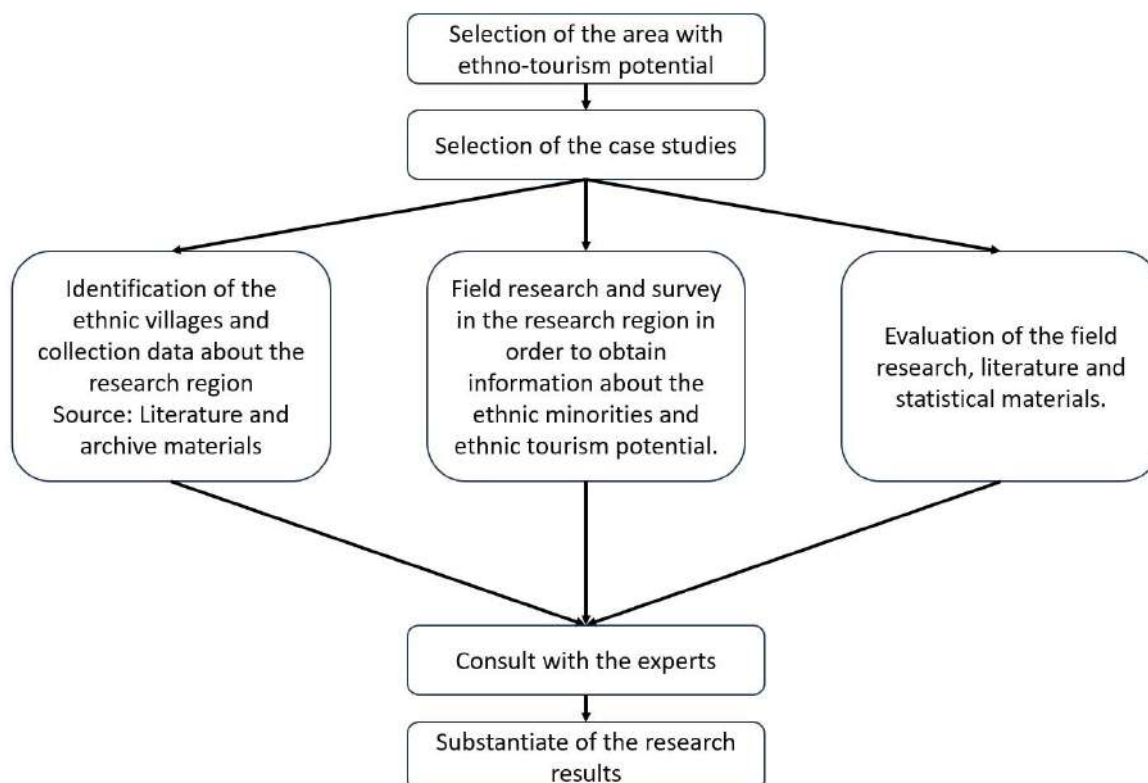 Selection of the area with
ethno-tourism potential
Selection of the case studies
Identification of the
ethnic villages and
collection data about the
research region
Source: Literature and
archive materials
Field research and survey
in the research region in
order to obtain
information about the
ethnic minorities and
ethnic tourism potential.
Evaluation of the field
research, literature and
statistical materials.
Consult with the experts
Substantiate of the research
results